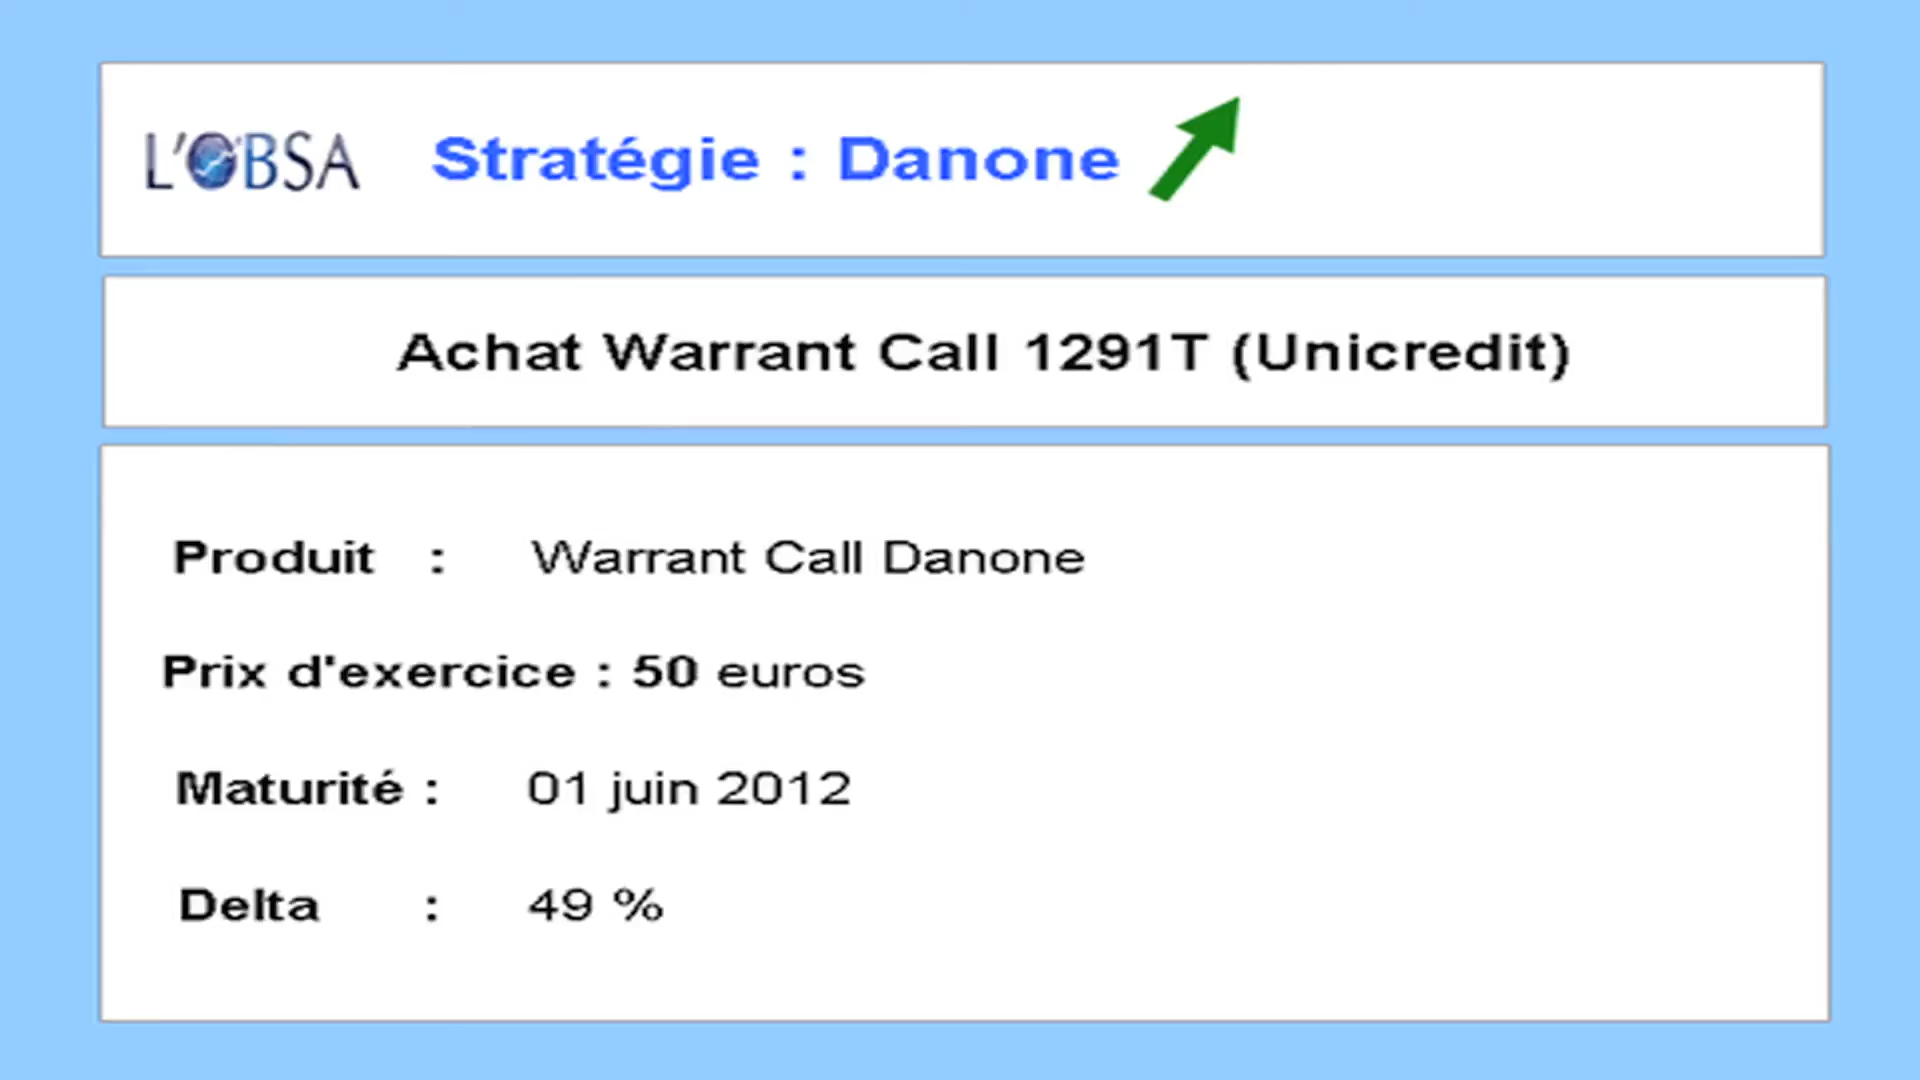 L'OBSA Stratégie : Danone
Achat Warrant Call 1291T (Unicredit)
Produit : Warrant Call Danone
Prix d'exercice : 50 euros
Maturité : 01 juin 2012
Delta : 49 %